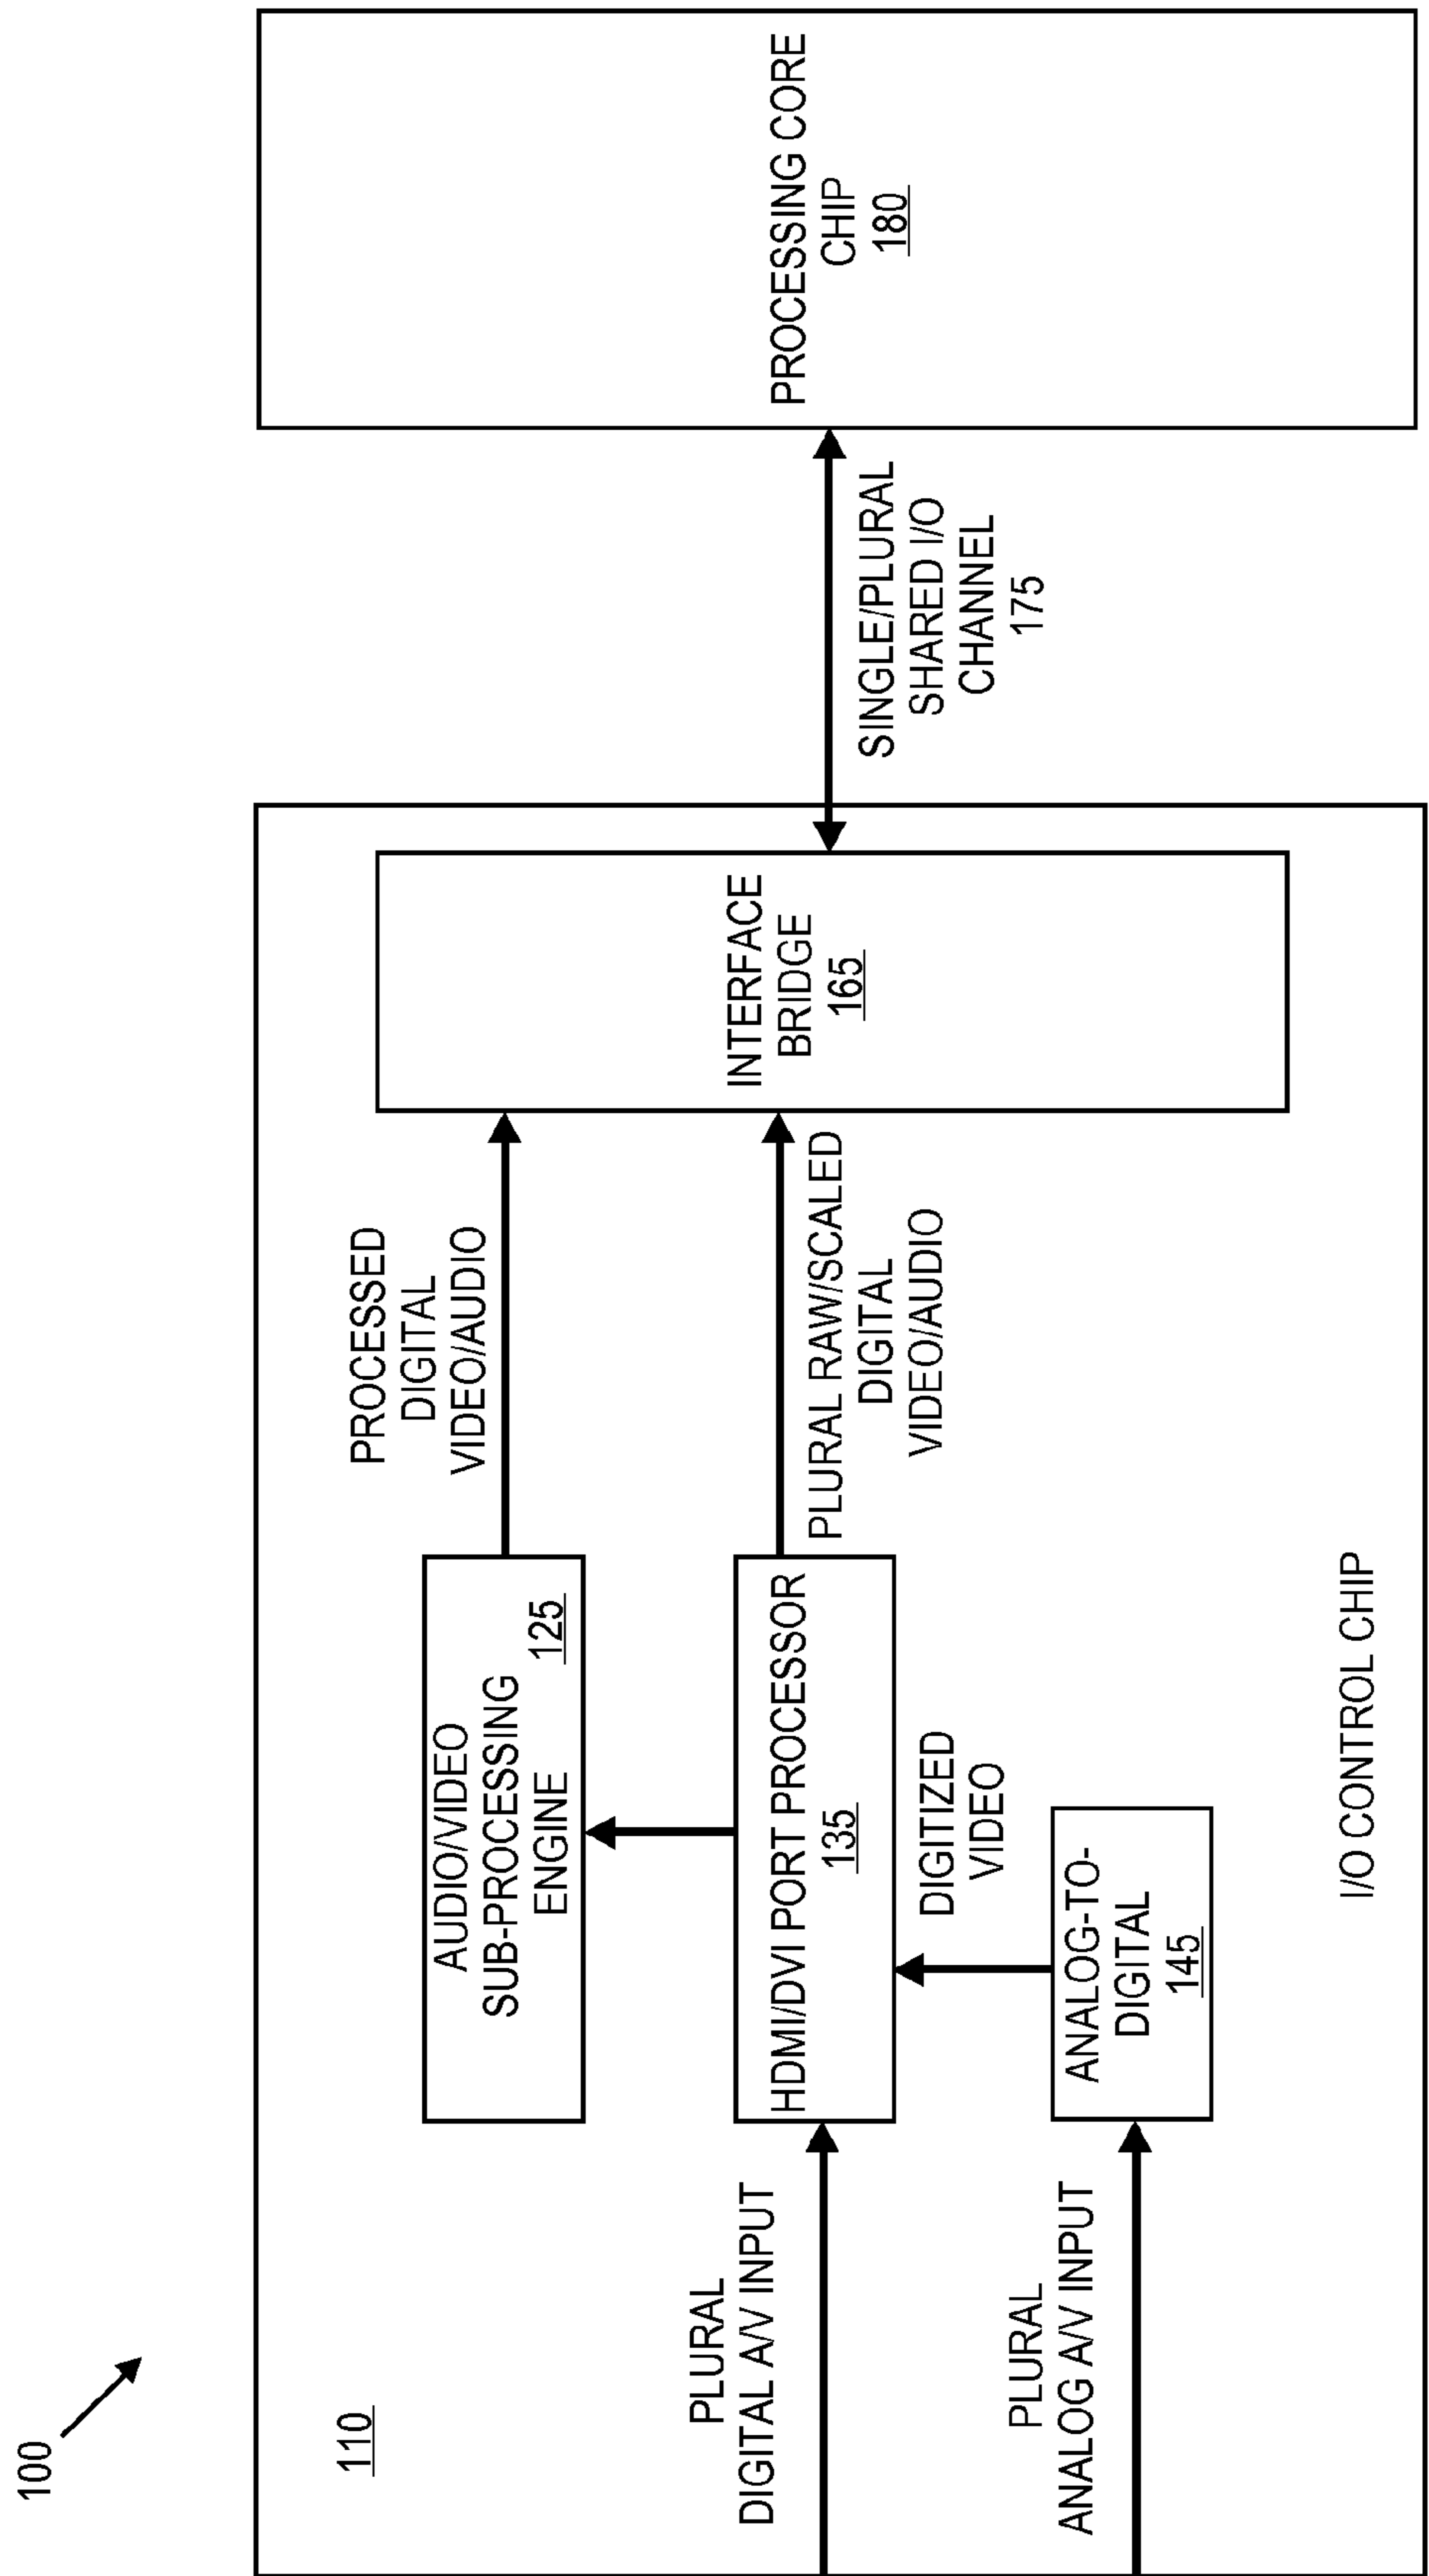 100
110
PLURAL
DIGITAL A/V INPUT
PLURAL
ANALOG A/V INPUT
AUDIO/VIDEO
SUB-PROCESSING
ENGINE 125
HDMI/DVI PORT PROCESSOR
135
DIGITIZED
VIDEO
ANALOG-TO-
DIGITAL
145
I/O CONTROL CHIP
PROCESSED
DIGITAL
VIDEO/AUDIO
PLURAL RAW/SCALED
DIGITAL
VIDEO/AUDIO
INTERFACE
BRIDGE
165
SINGLE/PLURAL
SHARED I/O
CHANNEL
175
PROCESSING CORE
CHIP
180